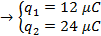 → {q₁ = 12 μC
q₂ = 24 μC